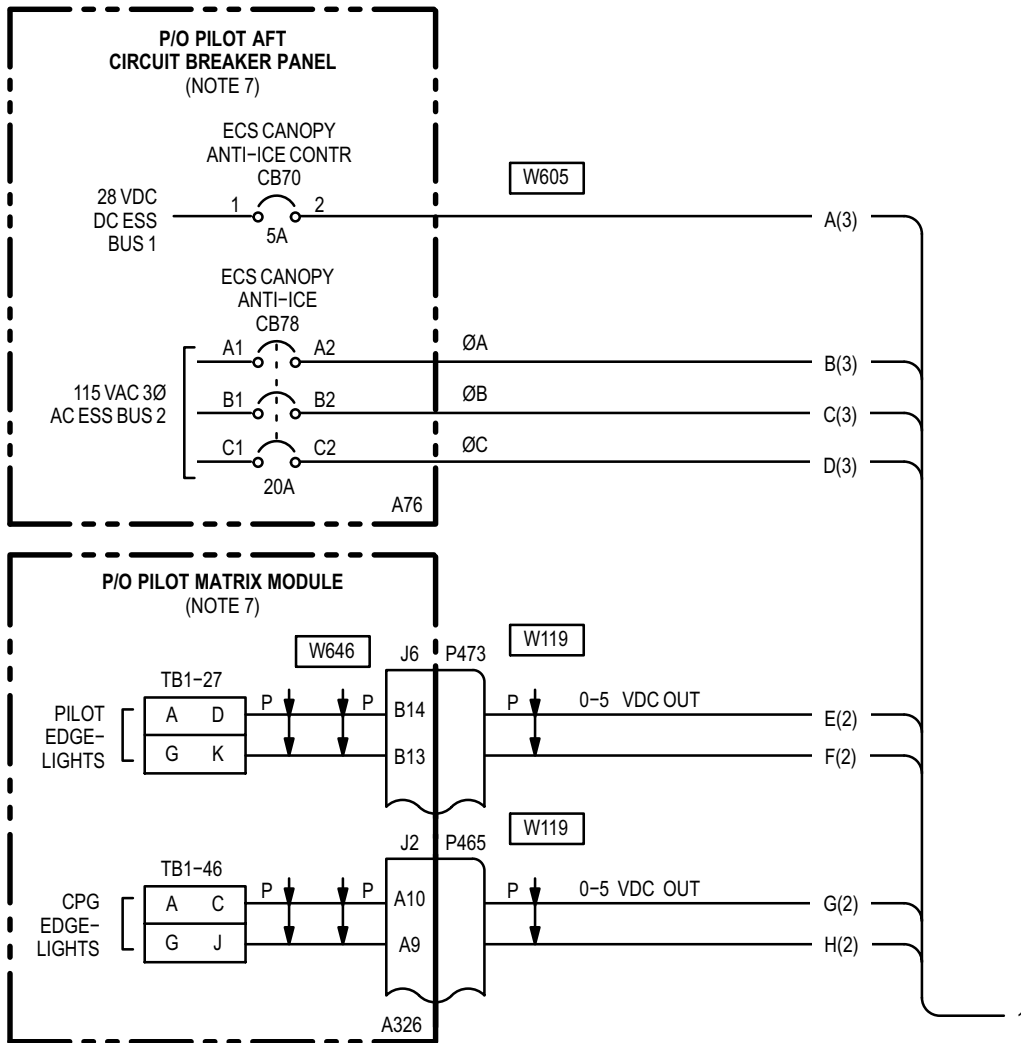 P/O PILOT AFT
CIRCUIT BREAKER PANEL
(NOTE 7)
ECS CANOPY
ANTI−ICE CONTR
CB70
W605
28 VDC
DC ESS
BUS 1
1
2
5A
A(3)
ECS CANOPY
ANTI−ICE
CB78
115 VAC 3Ø
AC ESS BUS 2
A1
A2
ØA
B(3)
B1
B2
ØB
C(3)
C1
C2
ØC
D(3)
20A
A76
P/O PILOT MATRIX MODULE
(NOTE 7)
W646
J6
P473
W119
TB1−27
PILOT
EDGE−
LIGHTS
A D
P
P
B14
P
0−5 VDC OUT
E(2)
G K
B13
F(2)
J2
P465
W119
TB1−46
CPG
EDGE−
LIGHTS
A C
P
P
A10
P
0−5 VDC OUT
G(2)
G J
A9
H(2)
A326